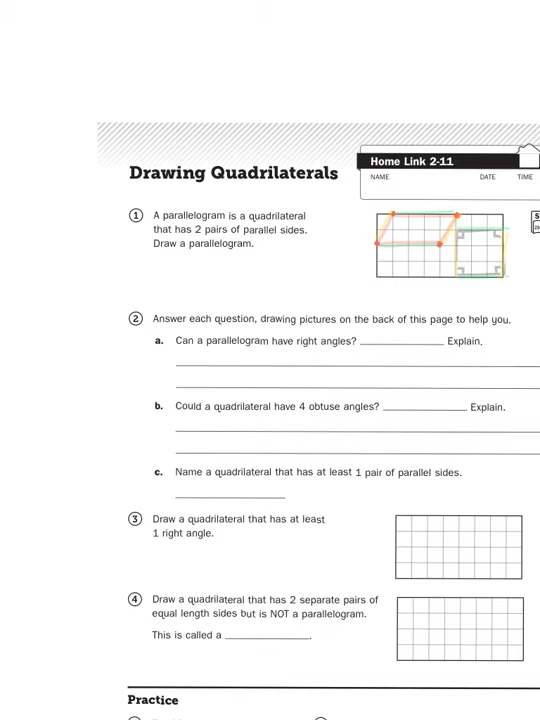 Drawing Quadrilaterals
Home Link 2-11
NAME DATE TIME
① A parallelogram is a quadrilateral
that has 2 pairs of parallel sides.
Draw a parallelogram.
② Answer each question, drawing pictures on the back of this page to help you.
a. Can a parallelogram have right angles? ____________ Explain.
b. Could a quadrilateral have 4 obtuse angles? ____________ Explain.
c. Name a quadrilateral that has at least 1 pair of parallel sides.
③ Draw a quadrilateral that has at least
1 right angle.
④ Draw a quadrilateral that has 2 separate pairs of
equal length sides but is NOT a parallelogram.
This is called a ____________.
Practice